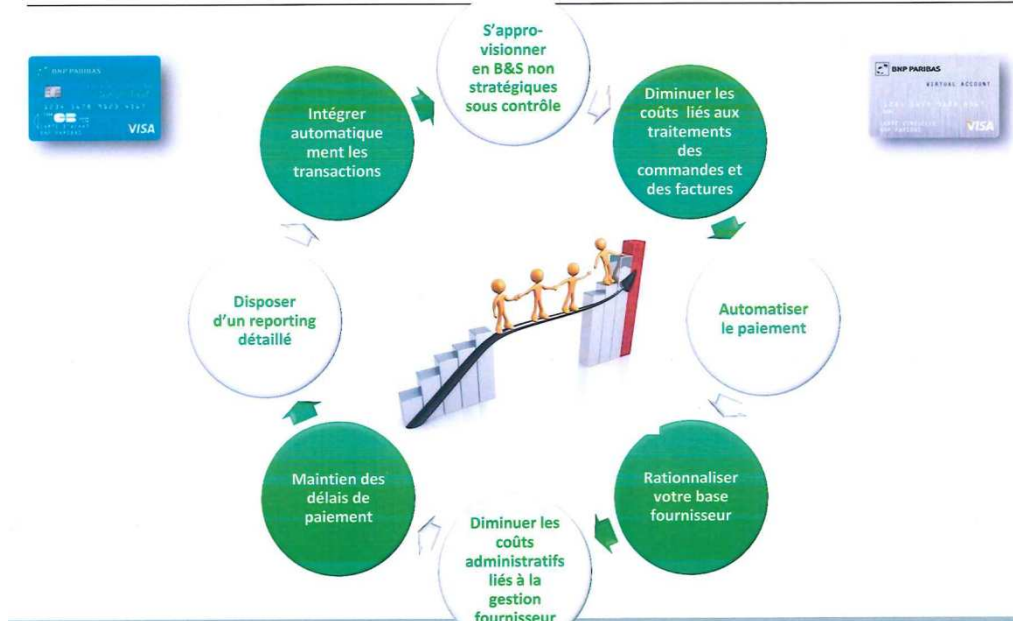 S'appro-
visionner
en B&S non
stratégiques
sous contrôle
BNP PARIBAS
VISA
BNP PARIBAS
VIRTUAL ACCOUNT
VISA
Intégrer
automatique
ment les
transactions
Diminuer les
coûts liés aux
traitements
des
commandes et
des factures
Disposer
d'un reporting
détaillé
Automatiser
le paiement
Maintien des
délais de
paiement
Rationnaliser
votre base
fournisseur
Diminuer les
coûts
administratifs
liés à la
gestion
fournisseur